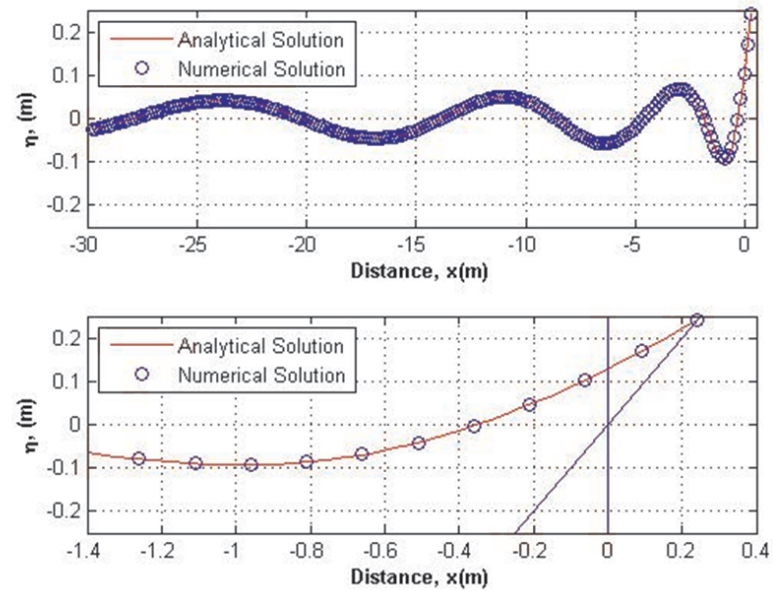 0.2
0.1
0
-0.1
-0.2
η, (m)
Analytical Solution
Numerical Solution
-30 -25 -20 -15 -10 -5 0
Distance, x(m)
0.2
0.1
0
-0.1
-0.2
η, (m)
Analytical Solution
Numerical Solution
-1.4 -1.2 -1 -0.8 -0.6 -0.4 -0.2 0 0.2 0.4
Distance, x(m)